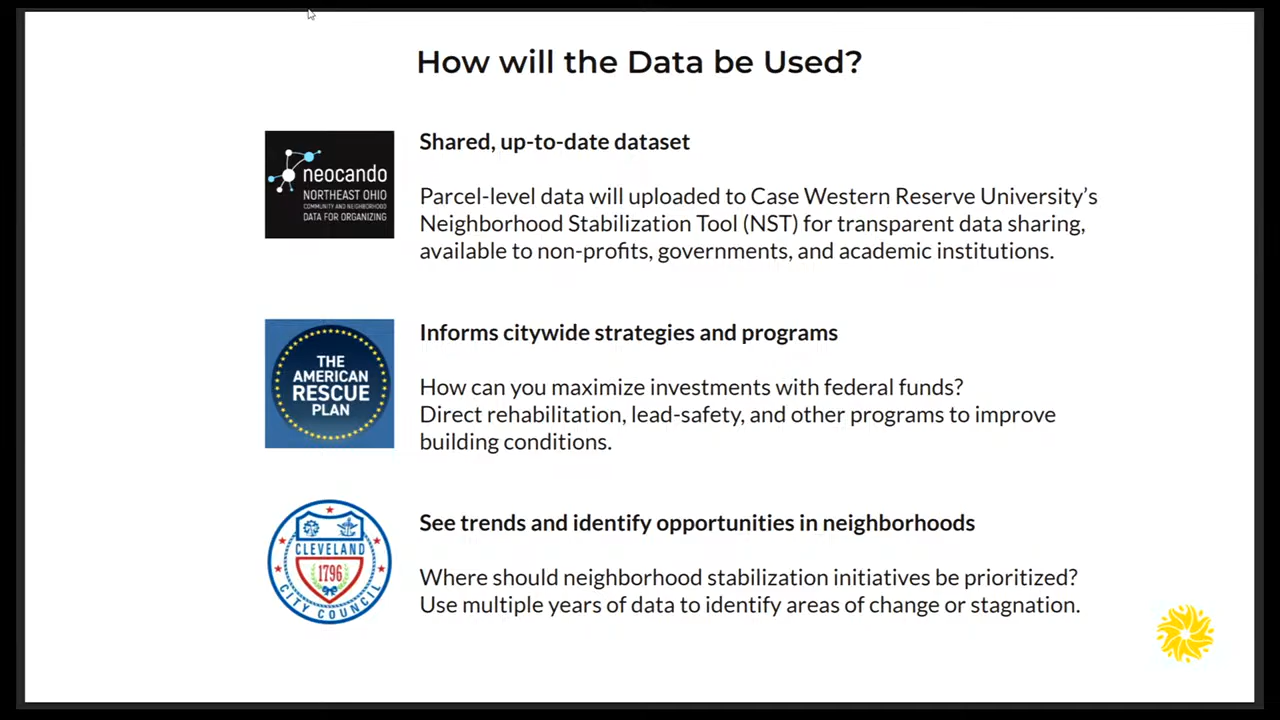 How will the Data be Used?
neocando
NORTHEAST OHIO
COMMUNITY AND NEIGHBORHOOD
DATA FOR ORGANIZING
Shared, up-to-date dataset
Parcel-level data will uploaded to Case Western Reserve University’s
Neighborhood Stabilization Tool (NST) for transparent data sharing,
available to non-profits, governments, and academic institutions.
THE
AMERICAN
RESCUE
PLAN
Informs citywide strategies and programs
How can you maximize investments with federal funds?
Direct rehabilitation, lead-safety, and other programs to improve
building conditions.
CLEVELAND
1796
CITY COUNCIL
See trends and identify opportunities in neighborhoods
Where should neighborhood stabilization initiatives be prioritized?
Use multiple years of data to identify areas of change or stagnation.